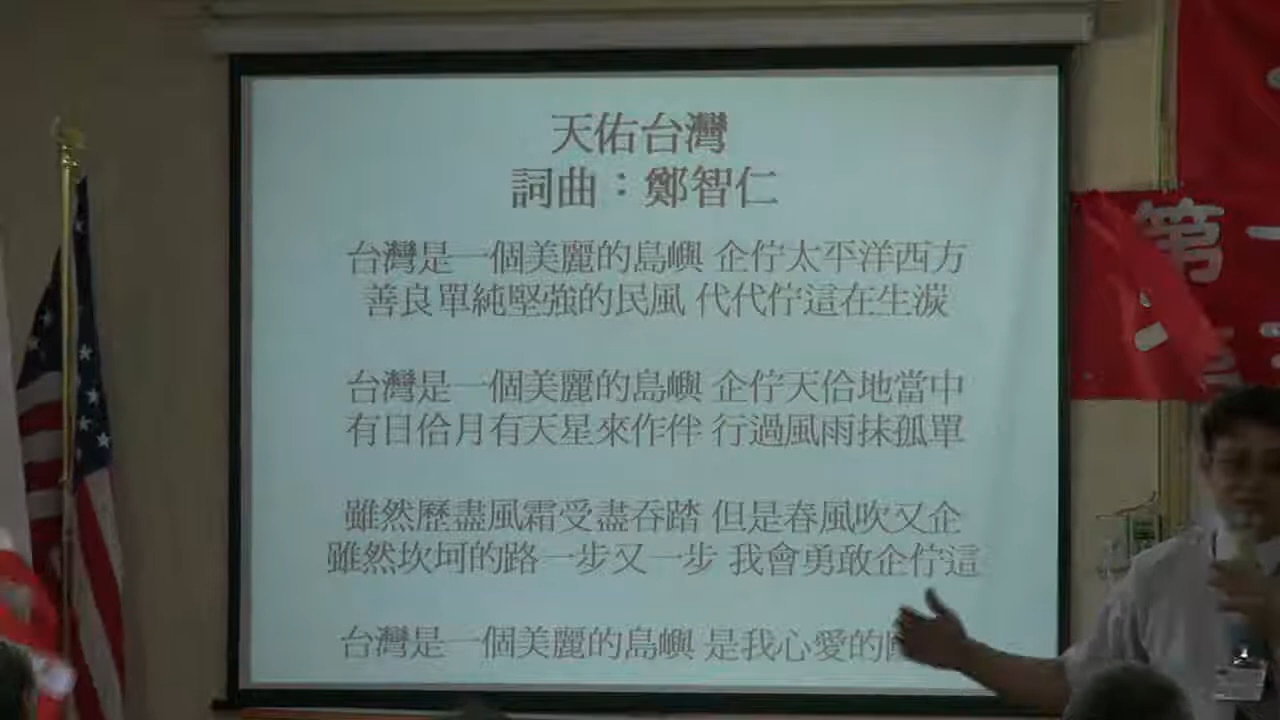 天佑台灣
詞曲：鄭智仁
台灣是一個美麗的島嶼 企佇太平洋西方
善良單純堅強的民風 代代佇這在生湠
台灣是一個美麗的島嶼 企佇天佮地當中
有日佮月有天星來作伴 行過風雨抹孤單
雖然歷盡風霜受盡吞踏 但是春風吹又企
雖然坎坷的路一步又一步 我會勇敢企佇這
台灣是一個美麗的島嶼 是我心愛的
第一